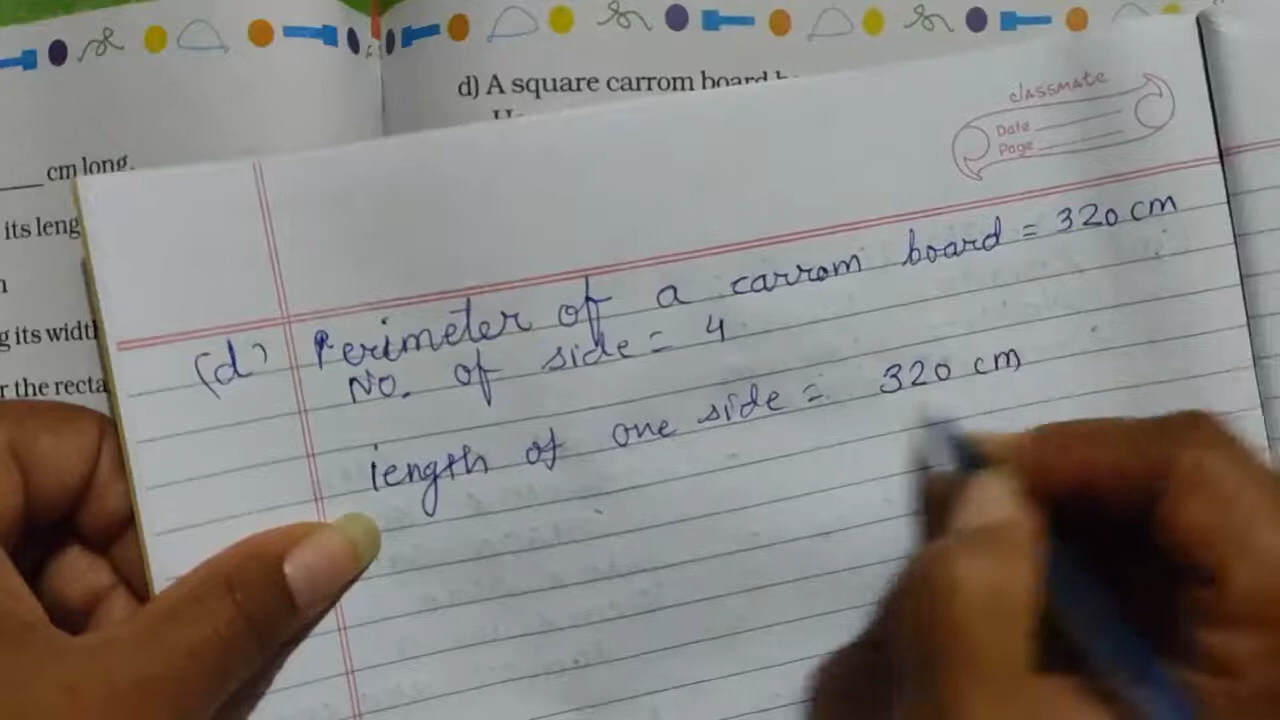 d) A square carrom board
cm long.
its leng
g its widtl
r the recta
classmate
Date
Page
(d) Perimeter of a carrom board = 320 cm
No. of side = 4
length of one side = 320 cm